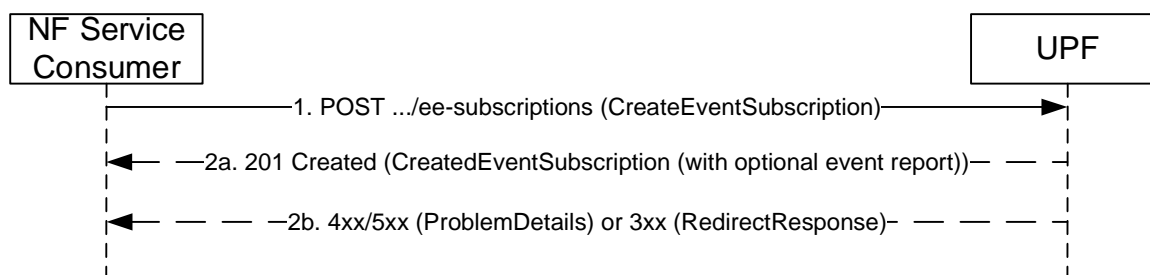 NF Service
Consumer
UPF
1. POST .../ee-subscriptions (CreateEventSubscription)
2a. 201 Created (CreatedEventSubscription (with optional event report))
2b. 4xx/5xx (ProblemDetails) or 3xx (RedirectResponse)